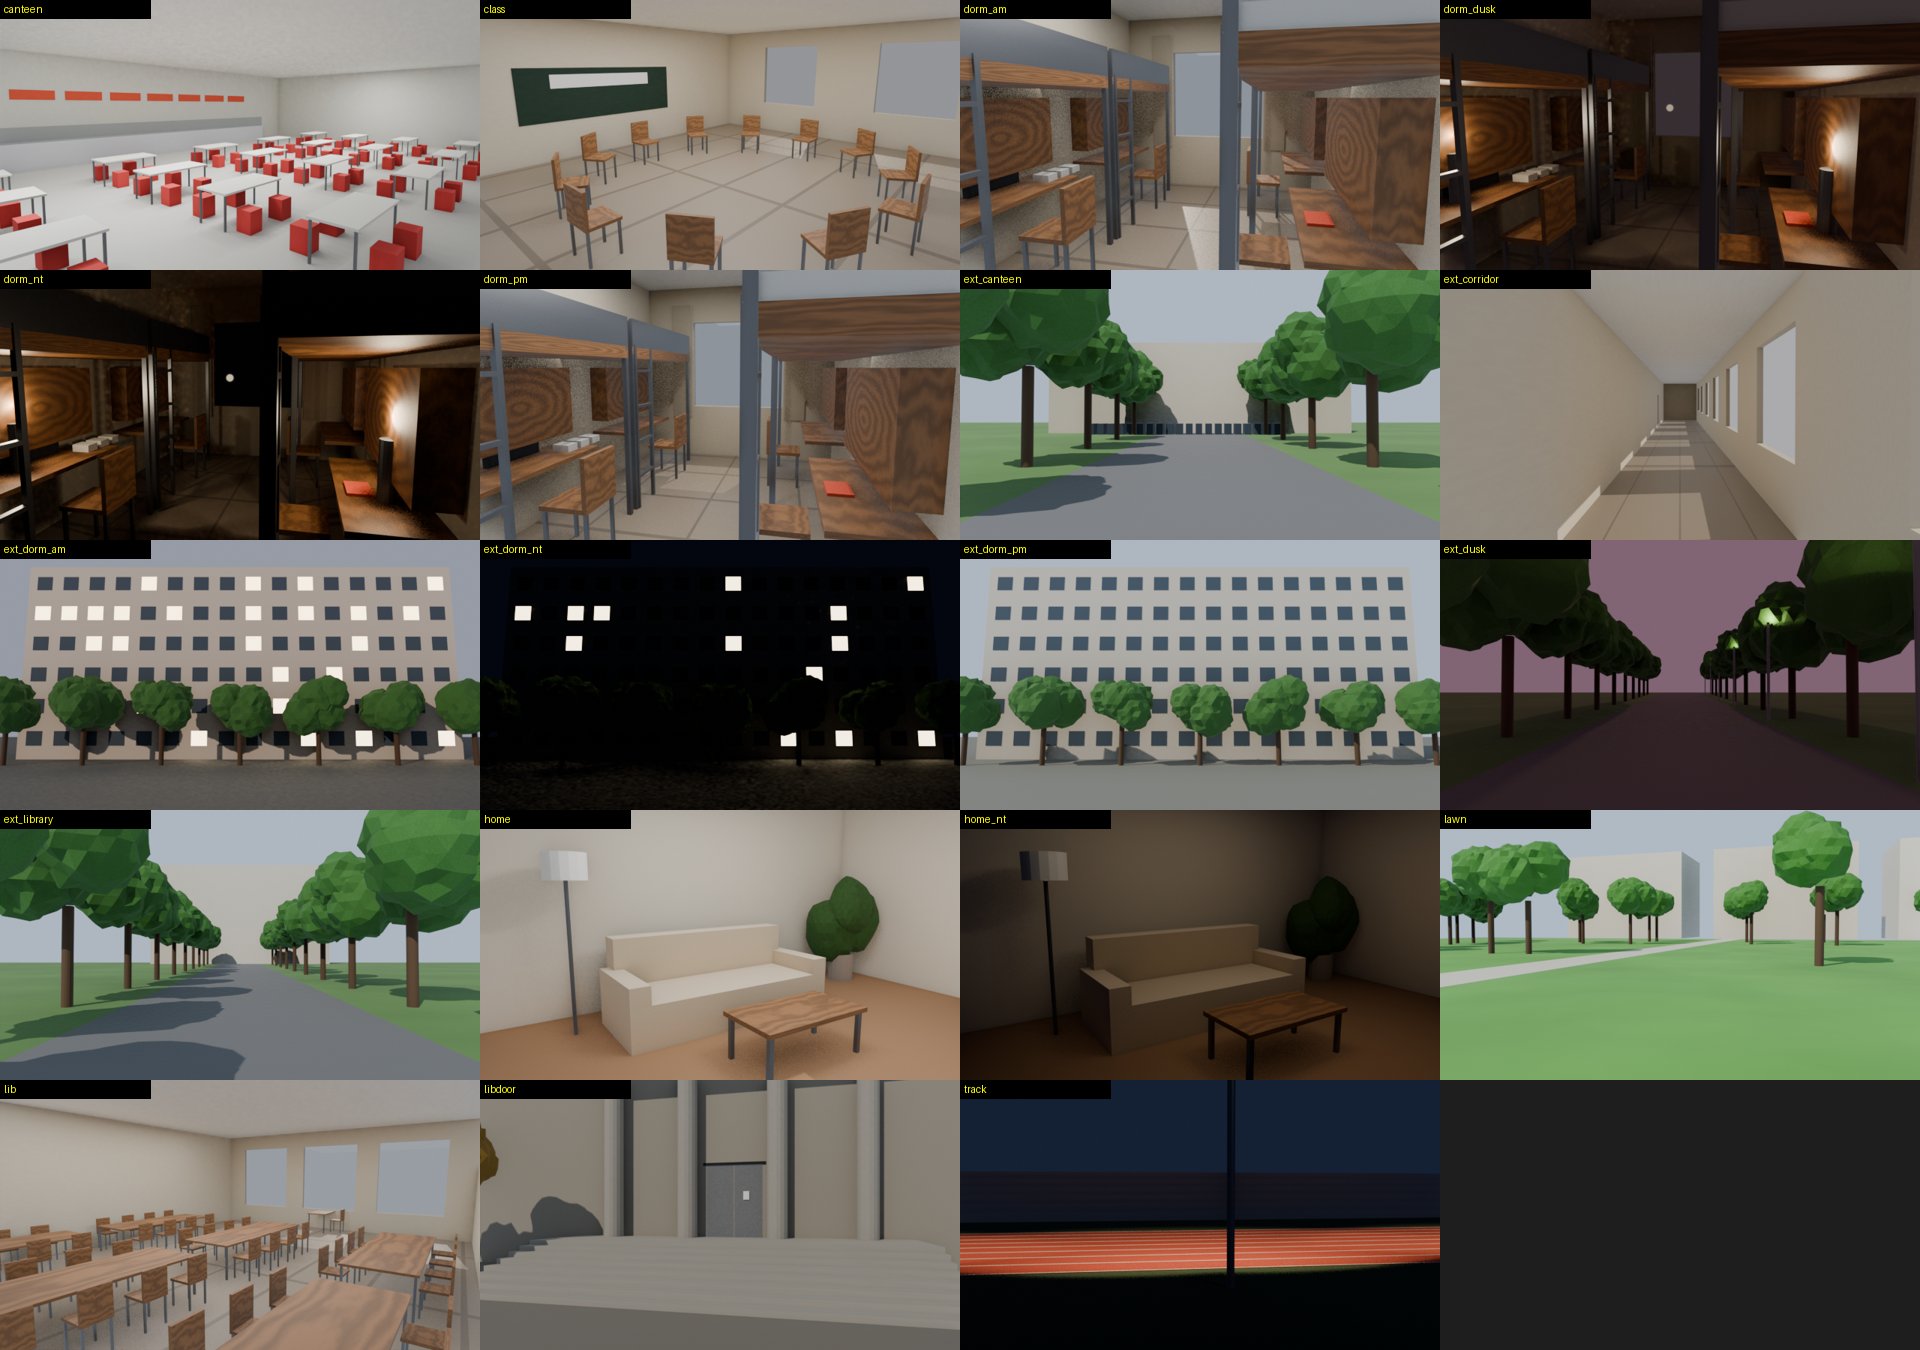 canteen
class
dorm_am
dorm_dusk
dorm_nt
dorm_pm
ext_canteen
ext_corridor
ext_dorm_am
ext_dorm_nt
ext_dorm_pm
ext_dusk
ext_library
home
home_nt
lawn
lib
libdoor
track